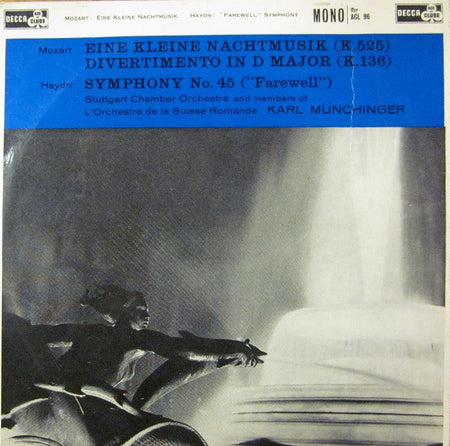 DECCA
ACE OF CLUBS
MOZART: EINE KLEINE NACHTMUSIK. HAYDN: "FAREWELL" SYMPHONY
MONO
ACL 96
DECCA
ACE OF CLUBS
Mozart EINE KLEINE NACHTMUSIK (K.525)
DIVERTIMENTO IN D MAJOR (K.136)
Haydn SYMPHONY No. 45 ("Farewell")
Stuttgart Chamber Orchestra and members of
L'Orchestre de la Suisse Romande KARL MÜNCHINGER